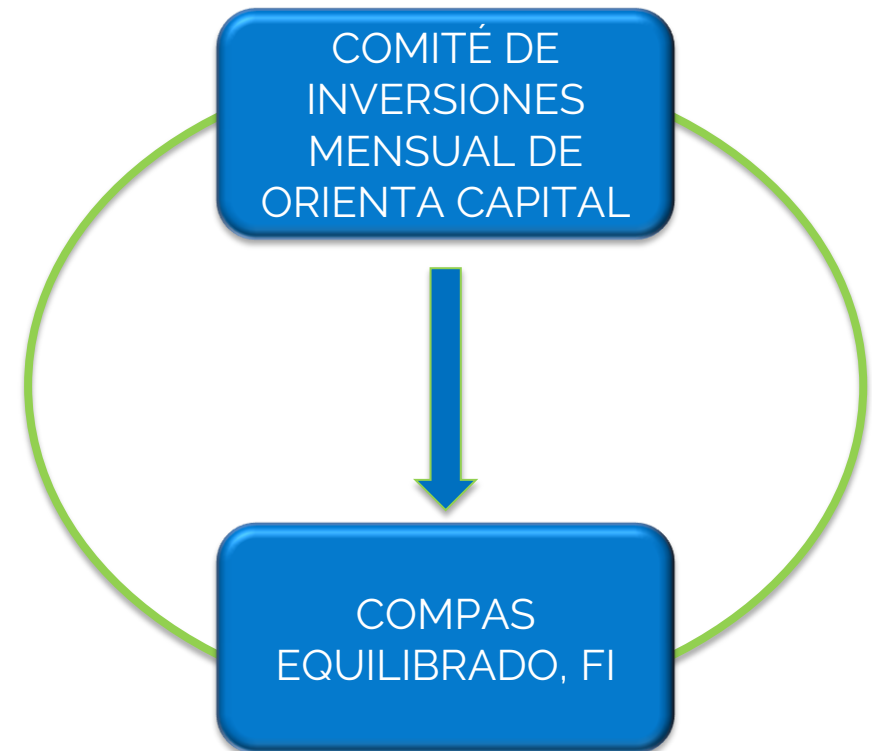 COMITÉ DE
INVERSIONES
MENSUAL DE
ORIENTA CAPITAL
COMPAS
EQUILIBRADO, FI